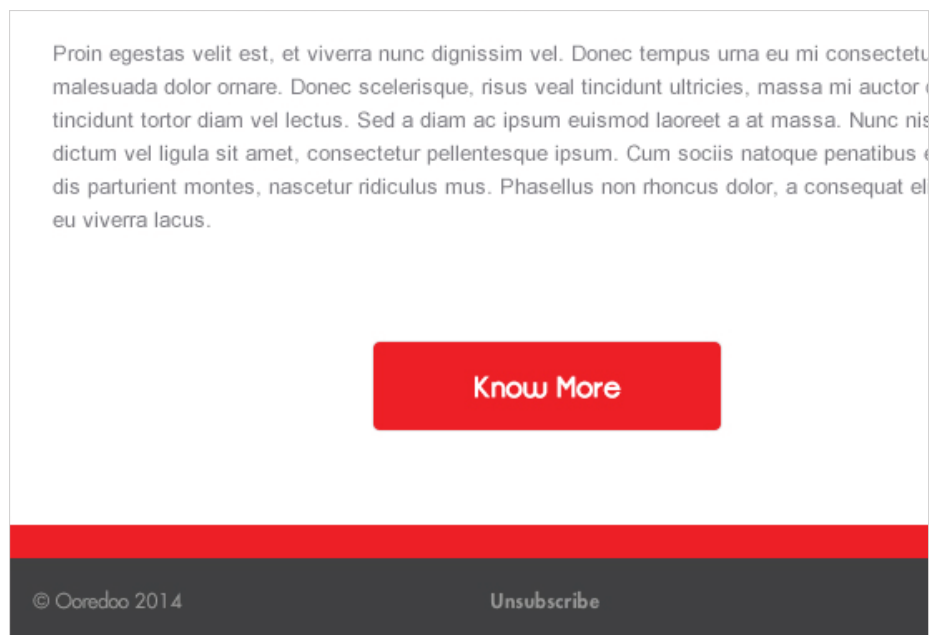 Proin egestas velit est, et viverra nunc dignissim vel. Donec tempus urna eu mi consectetu
malesuada dolor ornare. Donec scelerisque, risus veal tincidunt ultricies, massa mi auctor
tincidunt tortor diam vel lectus. Sed a diam ac ipsum euismod laoreet a at massa. Nunc nis
dictum vel ligula sit amet, consectetur pellentesque ipsum. Cum sociis natoque penatibus
dis parturient montes, nascetur ridiculus mus. Phasellus non rhoncus dolor, a consequat el
eu viverra lacus.
Know More
© Ooredoo 2014
Unsubscribe